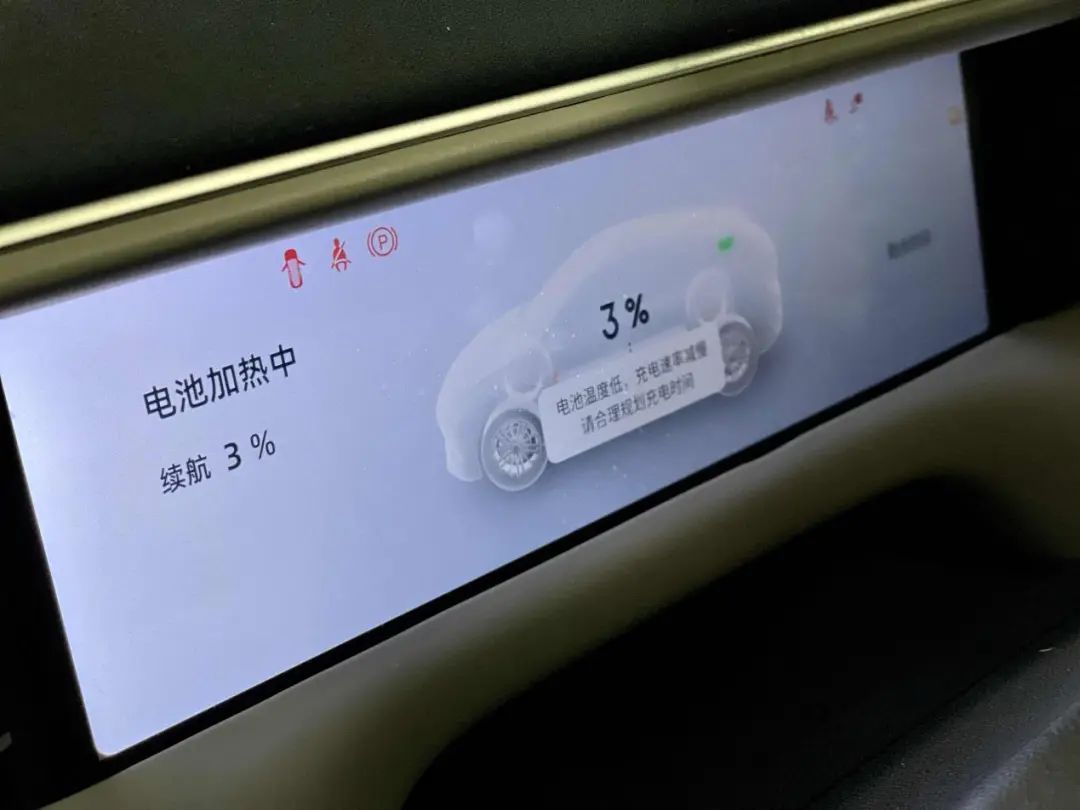 电池加热中
续航 3%
3%
电池温度低,充电速率减慢
请合理规划充电时间